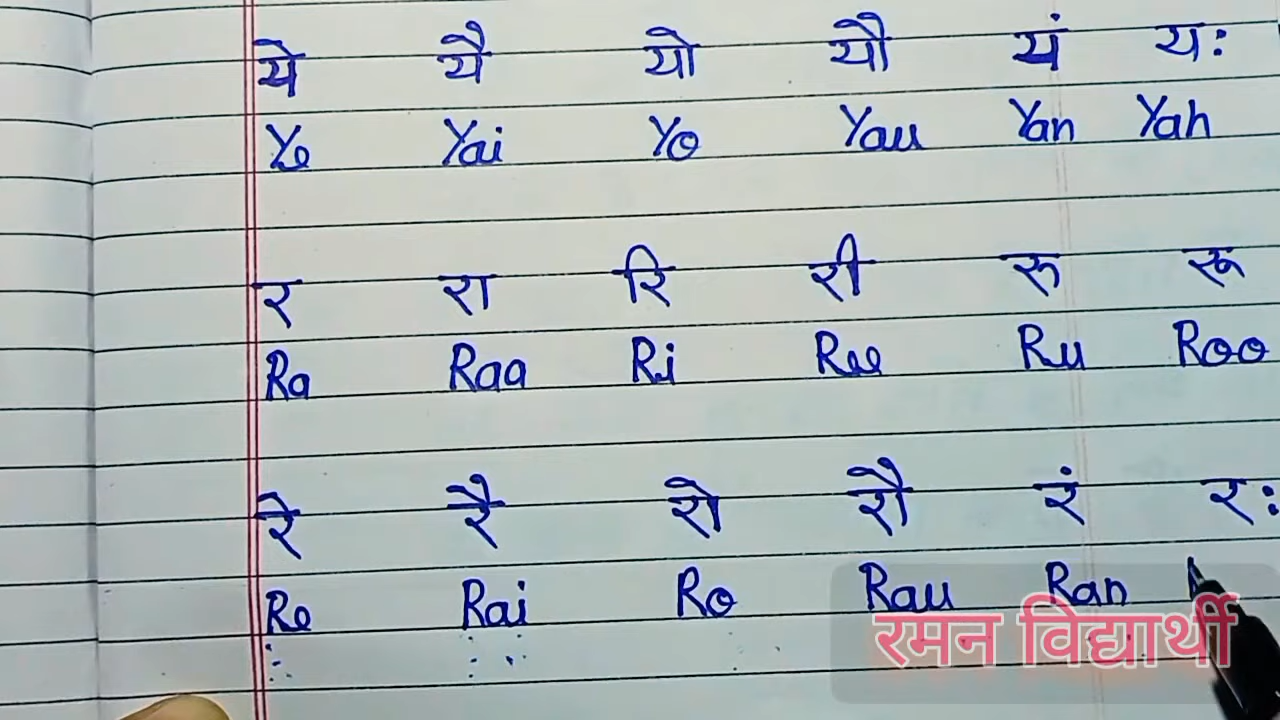 ये यै यो यौ यं यः
Ye Yai Yo Yau Yan Yah
र रा रि री रु रू
Ra Raa Ri Ree Ru Roo
रे रै रो रौ रं रः
Re Rai Ro Rau Ran
रमन विद्यार्थी